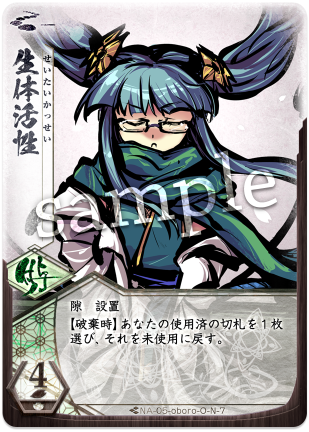 生体活性
せいたいかっせい
sample
隙　設置
【破棄時】あなたの使用済の切札を１枚
選び、それを未使用に戻す。
4
NA-05-oboro-O-N-7